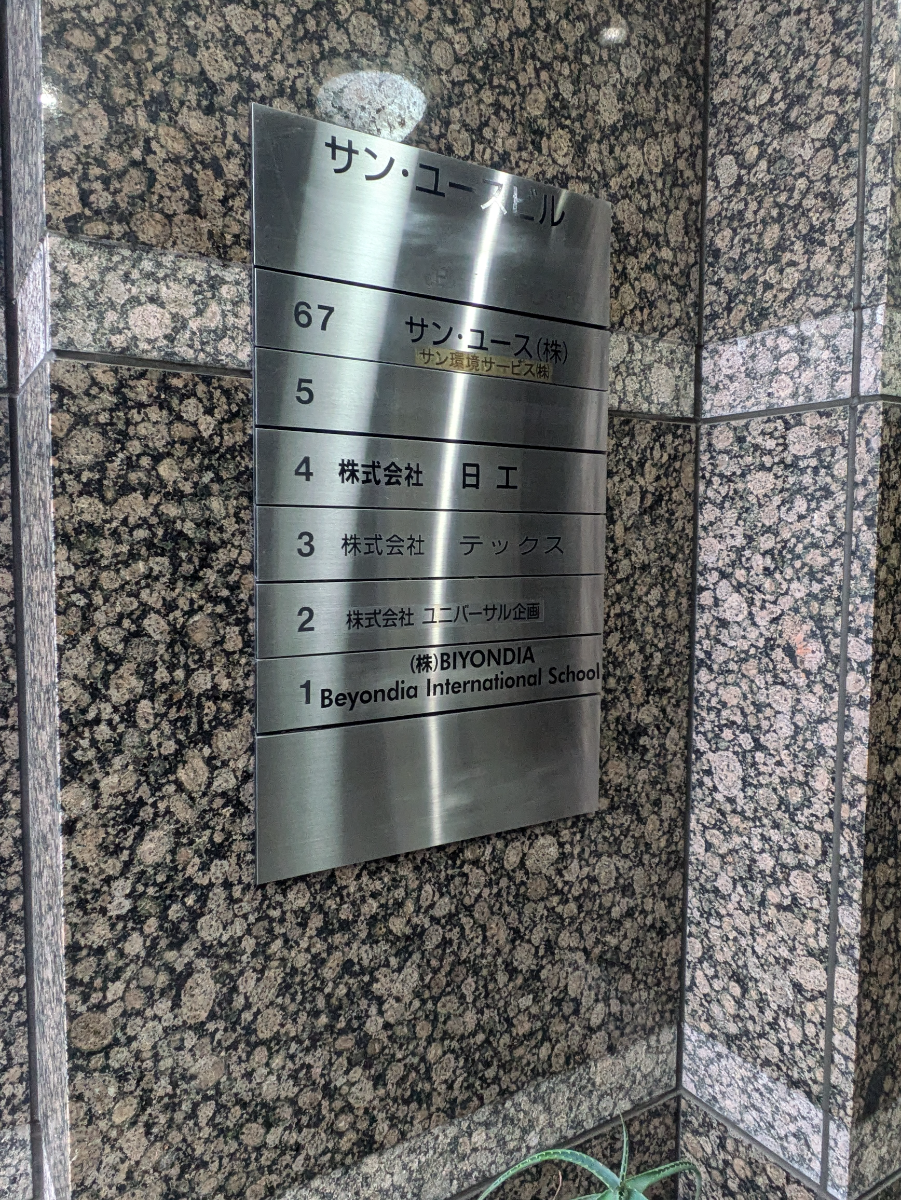 サン・ユースビル
67 サン・ユース(株)
サン環境サービス㈱
5
4 株式会社 日工
3 株式会社 テックス
2 株式会社 ユニバーサル企画
(株)BIYONDIA
1 Beyondia International School